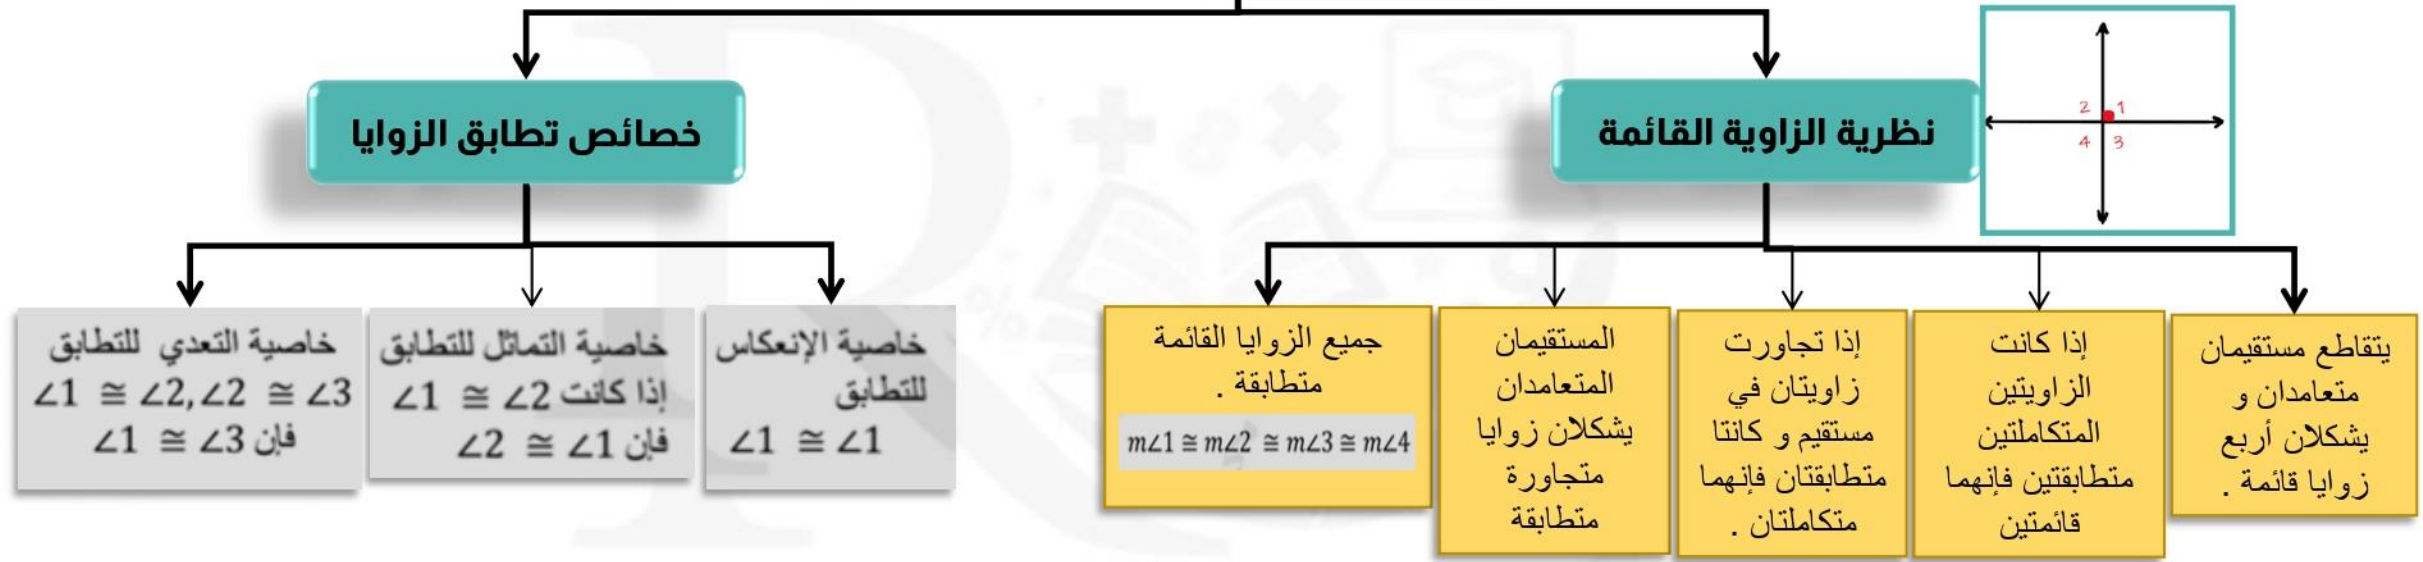 نظرية الزاوية القائمة
2 1
4 3
يتقاطع مستقيمان
متعامدان و
يشكلان أربع
زوايا قائمة .
إذا كانت
الزاويتين
المتكاملتين
متطابقتين فإنهما
قائمتين
إذا تجاورت
زاويتان في
مستقيم و كانتا
متطابقتان فإنهما
متكاملتان .
المستقيمان
المتعامدان
يشكلان زوايا
متجاورة
متطابقة
جميع الزوايا القائمة
متطابقة .
m∠1 ≅ m∠2 ≅ m∠3 ≅ m∠4
خصائص تطابق الزوايا
خاصية الإنعكاس
للتطابق
∠1 ≅ ∠1
خاصية التماثل للتطابق
إذا كانت ∠1 ≅ ∠2
فإن ∠2 ≅ ∠1
خاصية التعدي للتطابق
∠1 ≅ ∠2,∠2 ≅ ∠3
فإن ∠1 ≅ ∠3